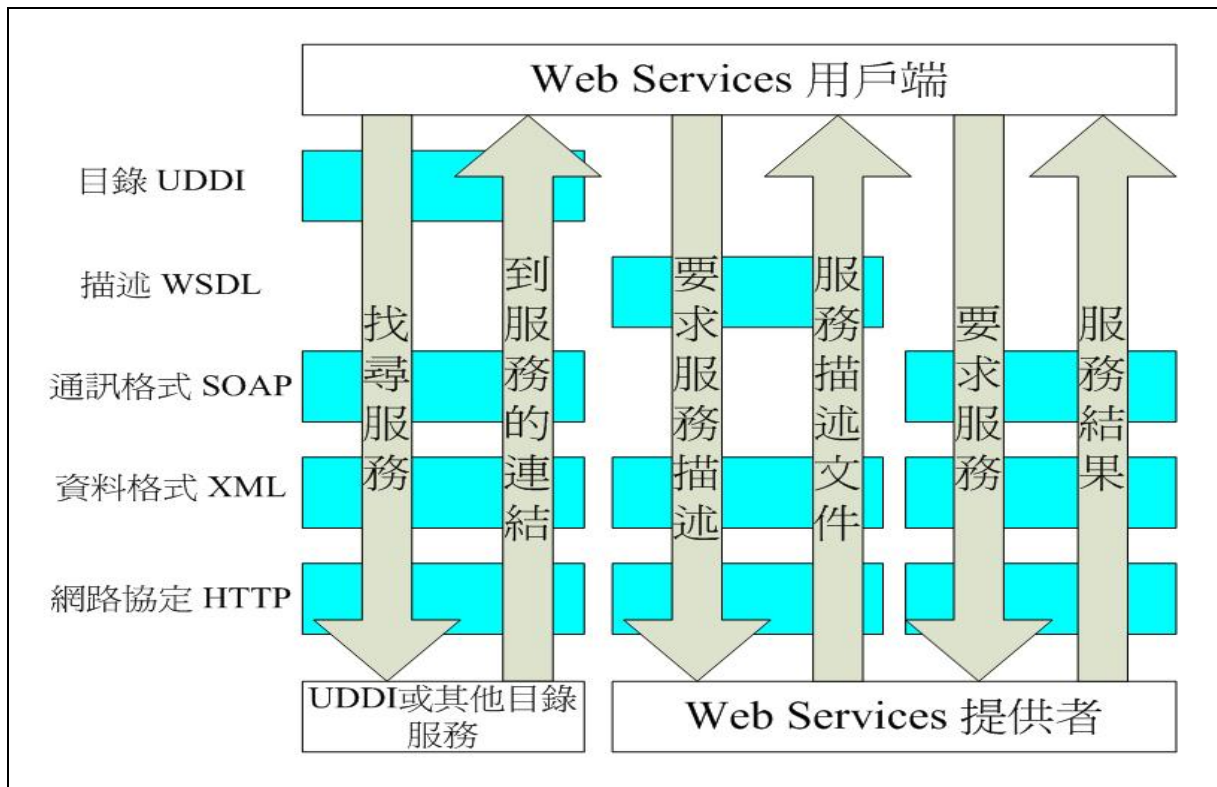 Web Services 用戶端
目錄 UDDI
描述 WSDL
通訊格式 SOAP
資料格式 XML
網路協定 HTTP
找尋服務
到服務的連結
要求服務描述
服務描述文件
要求服務
服務結果
UDDI或其他目錄
服務
Web Services 提供者